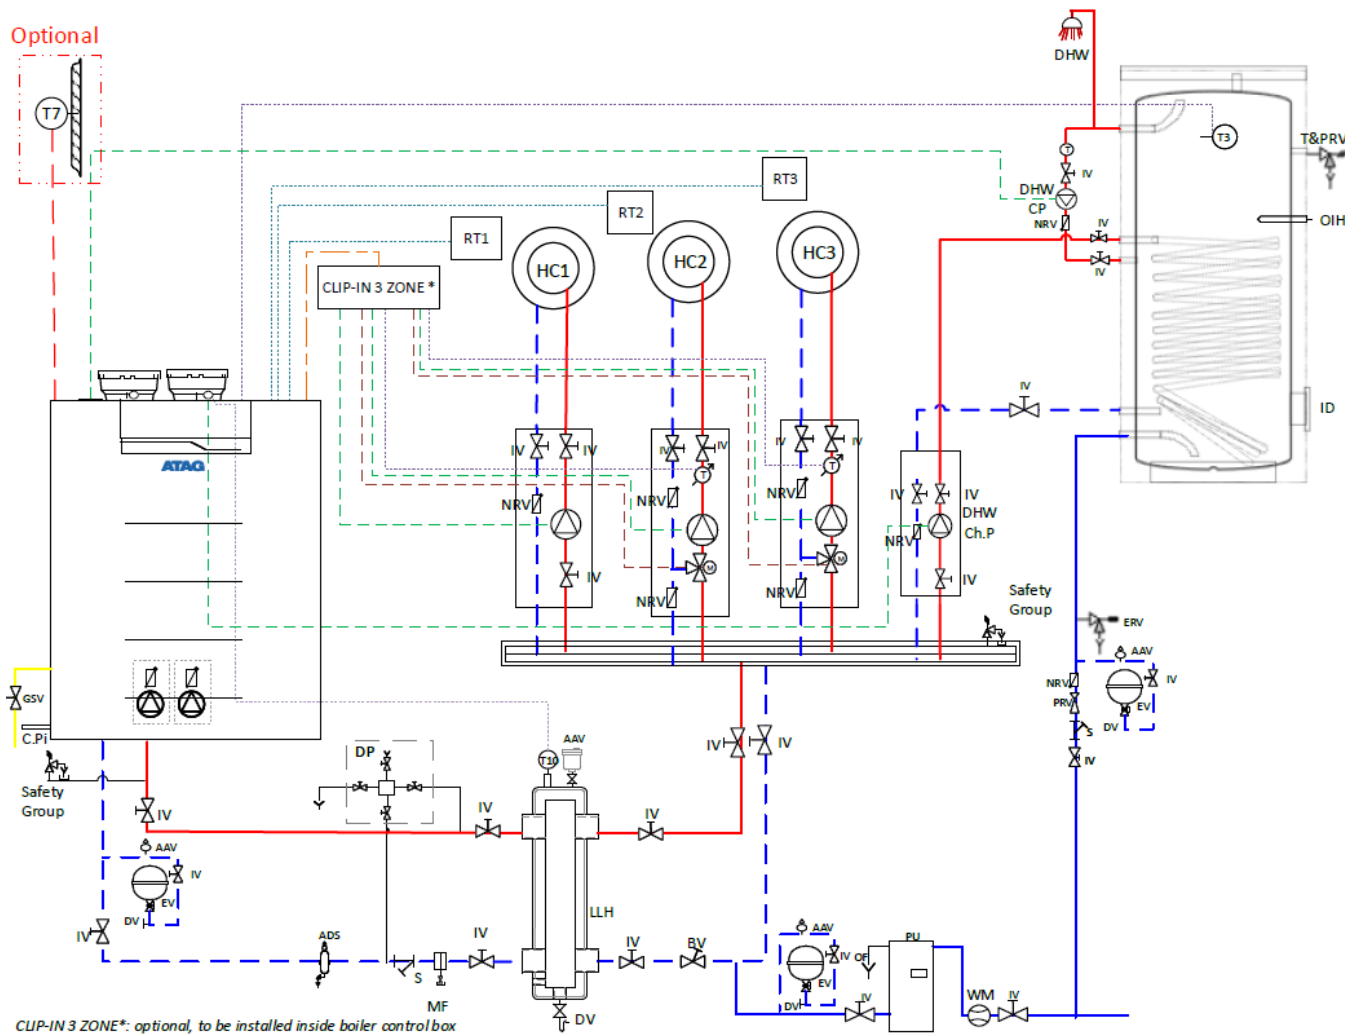 Optional
T7
DHW
T3
T&PRV
T
IV
DHW
CP
NRV
OIH
IV
IV
RT3
RT2
RT1
HC1
HC2
HC3
CLIP-IN 3 ZONE *
IV
ID
ATAG
IV
IV
IV
IV
IV
IV
T
T
NRV
NRV
NRV
IV
IV
DHW
Ch.P
NRV
M
M
IV
NRV
NRV
IV
Safety
Group
ERV
AAV
NRV
PRV
IV
EV
DV
S
IV
GSV
C.Pi
Safety
Group
DP
T10
AAV
IV
IV
IV
IV
IV
AAV
IV
EV
DV
IV
LLH
ADS
S
MF
IV
IV
BV
DV
AAV
IV
EV
DV
IV
OF
PU
WM
IV
CLIP-IN 3 ZONE*: optional, to be installed inside boiler control box